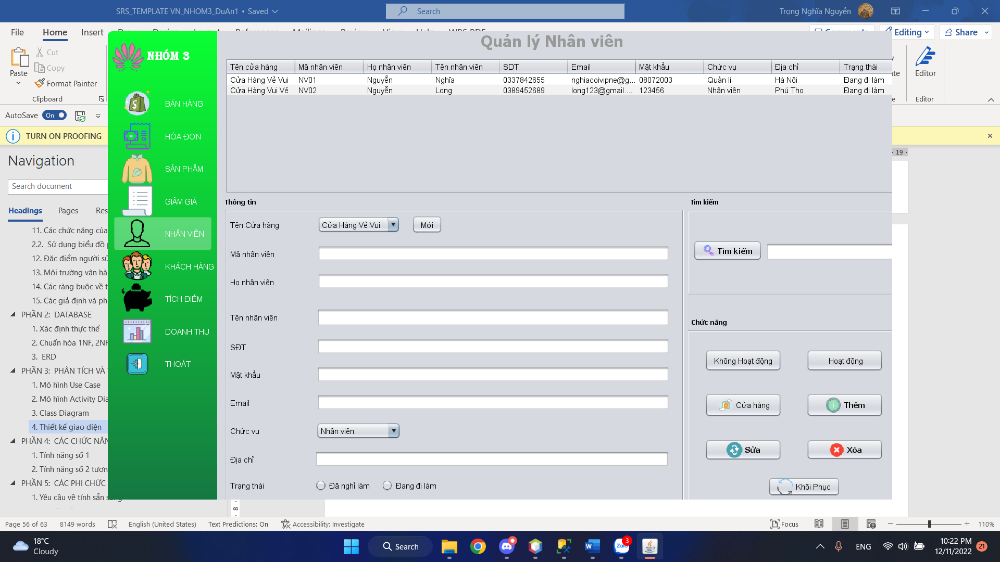 SRS_TEMPLATE VN_NHOM3_DuAn1 • Saved
Search
Trọng Nghĩa Nguyễn
File Home Insert
Editing
Share
Paste
Cut
Copy
Format Painter
Clipboard
Editor
Editor
AutoSave On
TURN ON PROOFING
19
Navigation
Search document
Headings Pages Res
11. Các chức năng của
2.2. Sử dụng biểu đồ
12. Đặc điểm người sử
13. Môi trường vận hà
14. Các ràng buộc về t
15. Các giả định và ph
PHẦN 2: DATABASE
1. Xác định thực thể
2. Chuẩn hóa 1NF, 2NF
3. ERD
PHẦN 3: PHÂN TÍCH VÀ
1. Mô hình Use Case
2. Mô hình Activity Dia
3. Class Diagram
4. Thiết kế giao diện
PHẦN 4: CÁC CHỨC NĂN
1. Tính năng số 1
2. Tính năng số 2 tươn
PHẦN 5: CÁC PHI CHỨC
1. Yêu cầu về tính sẵn
NHÓM 3
BÁN HÀNG
HÓA ĐƠN
SẢN PHẨM
GIẢM GIÁ
NHÂN VIÊN
KHÁCH HÀNG
TÍCH ĐIỂM
DOANH THU
THOÁT
Quản lý Nhân viên
Tên cửa hàng Mã nhân viên Họ nhân viên Tên nhân viên SDT Email Mật khẩu Chức vụ Địa chỉ Trạng thái
Cửa Hàng Vẻ Vui NV01 Nguyễn Nghĩa 0337842655 nghiacoivipne@g... 08072003 Quản lí Hà Nội Đang đi làm
Cửa Hàng Vui Vẻ NV02 Nguyễn Long 0389452689 long123@gmail.... 123456 Nhân viên Phú Thọ Đang đi làm
Thông tin
Tên Cửa hàng Cửa Hàng Vẻ Vui Mới
Mã nhân viên
Họ nhân viên
Tên nhân viên
SĐT
Mật khẩu
Email
Chức vụ Nhân viên
Địa chỉ
Trạng thái Đã nghỉ làm Đang đi làm
Tìm kiếm
Tìm kiếm
Chức năng
Không Hoạt động Hoạt động
Cửa hàng Thêm
Sửa Xóa
Khôi Phục
8
Page 56 of 63 8149 words English (United States) Text Predictions: On Accessibility: Investigate Focus 110%
18°C
Cloudy
Search
Zalo 3
ENG
10:22 PM
12/11/2022
21